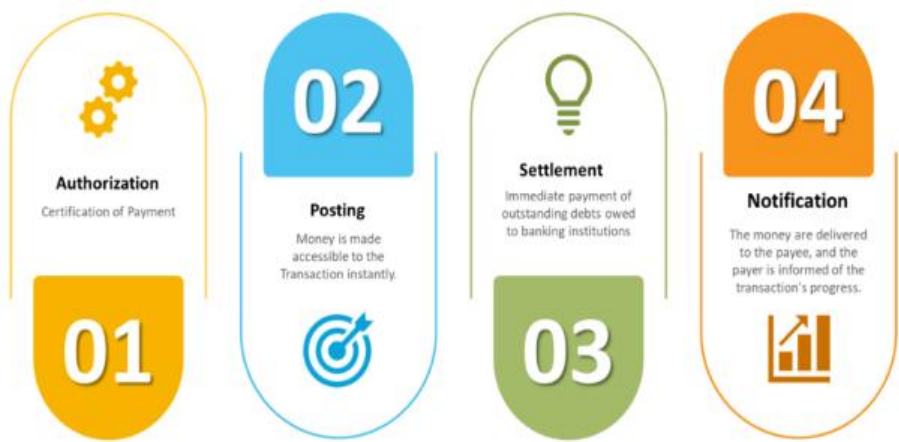 Authorization
Certification of Payment
01
02
Posting
Money is made
accessible to the
Transaction instantly.
Settlement
Immediate payment of
outstanding debts owed
to banking institutions
03
04
Notification
The money are delivered
to the payee, and the
payer is informed of the
transaction's progress.